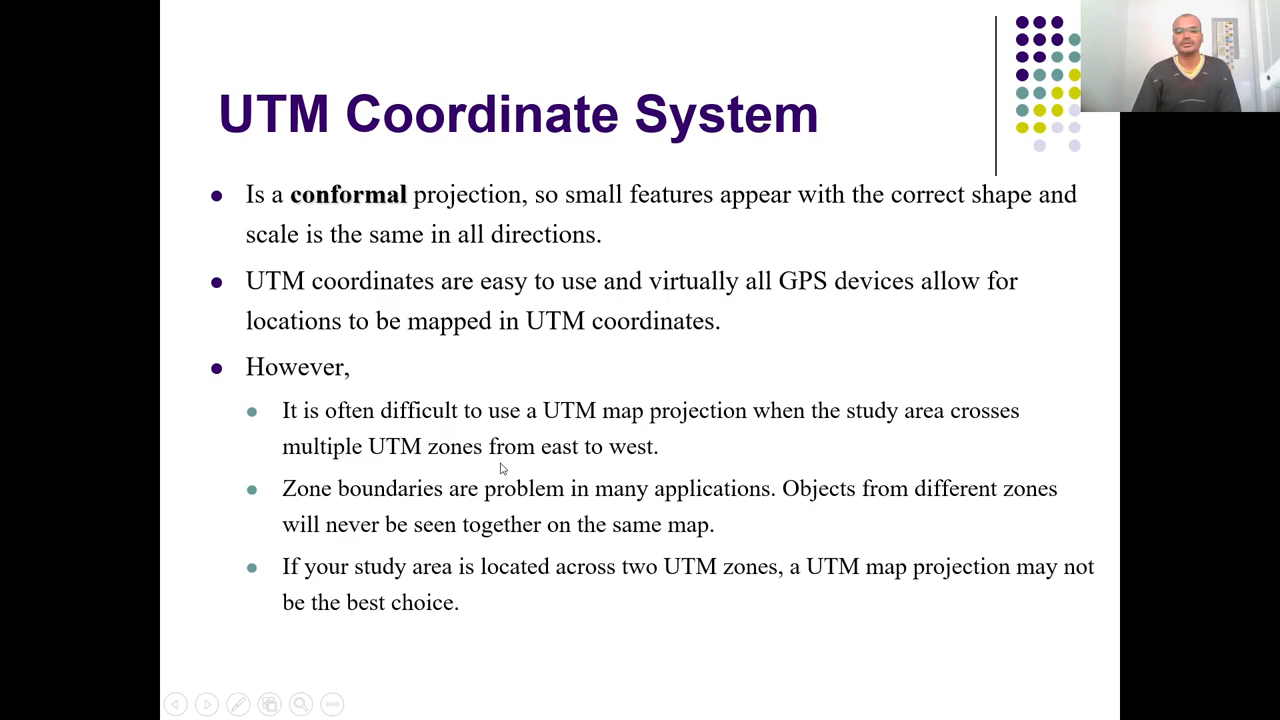 UTM Coordinate System
Is a conformal projection, so small features appear with the correct shape and
scale is the same in all directions.
UTM coordinates are easy to use and virtually all GPS devices allow for
locations to be mapped in UTM coordinates.
However,
It is often difficult to use a UTM map projection when the study area crosses
multiple UTM zones from east to west.
Zone boundaries are problem in many applications. Objects from different zones
will never be seen together on the same map.
If your study area is located across two UTM zones, a UTM map projection may not
be the best choice.